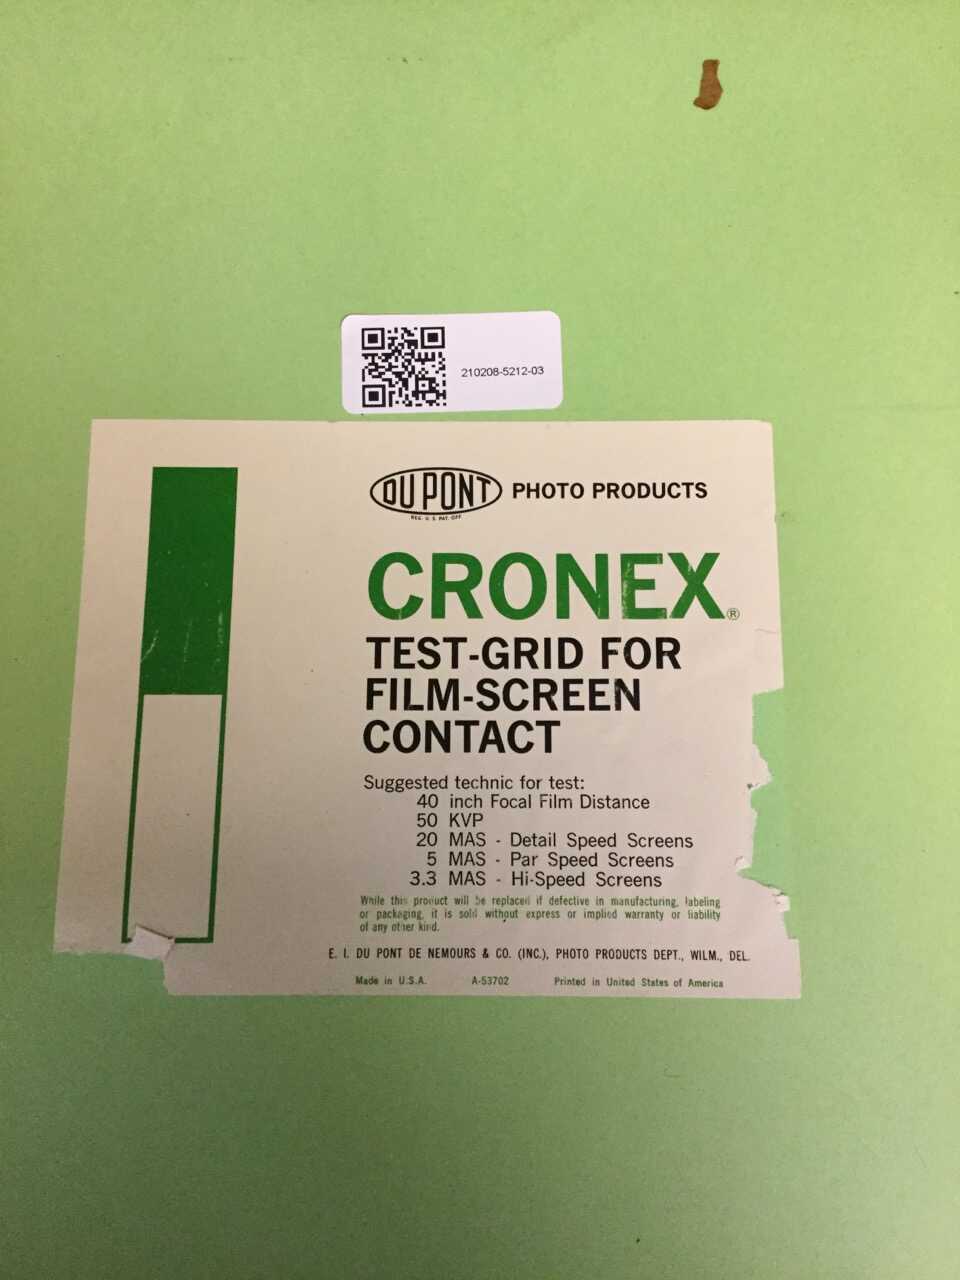 210208-5212-03
DU PONT PHOTO PRODUCTS
REG. U.S. PAT. OFF.
CRONEX®
TEST-GRID FOR
FILM-SCREEN
CONTACT
Suggested technic for test:
40 inch Focal Film Distance
50 KVP
20 MAS - Detail Speed Screens
5 MAS - Par Speed Screens
3.3 MAS - Hi-Speed Screens
While this product will be replaced if defective in manufacturing, labeling
or packaging, it is sold without express or implied warranty or liability
of any other kind.
E. I. DU PONT DE NEMOURS & CO. (INC.), PHOTO PRODUCTS DEPT., WILM., DEL.
Made in U.S.A. A-53702 Printed in United States of America